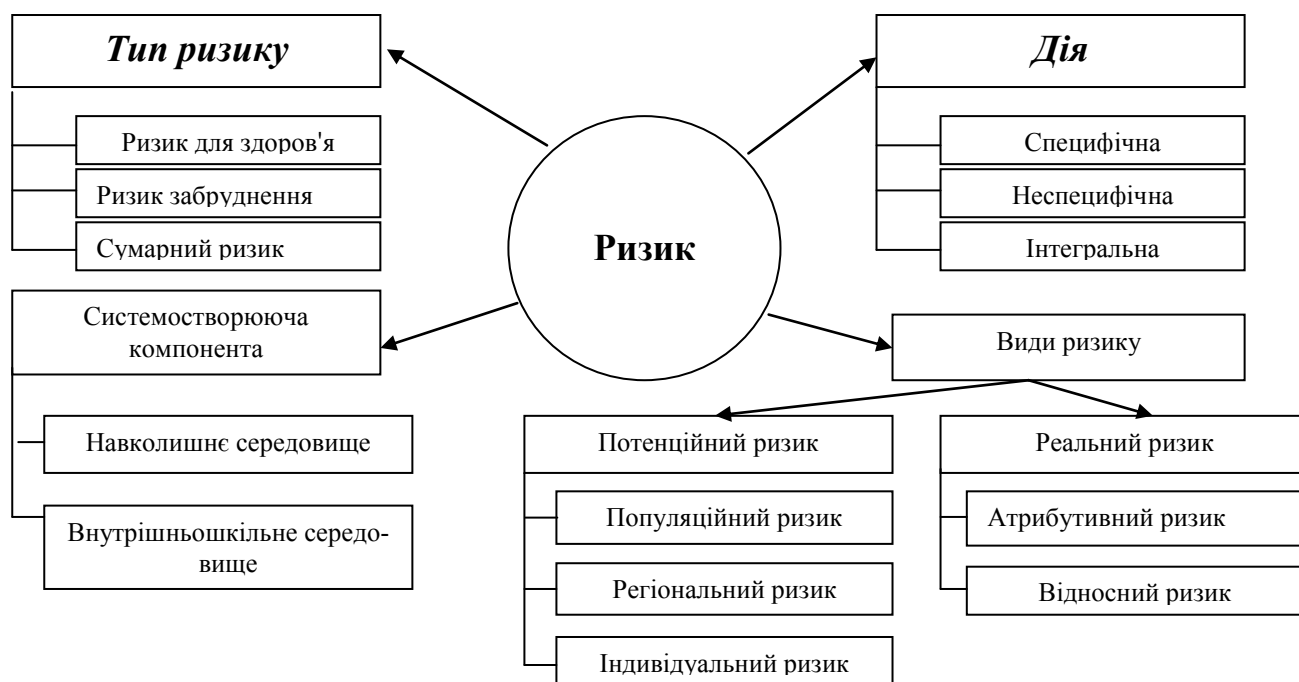 Тип ризику
Ризик для здоров'я
Ризик забруднення
Сумарний ризик
Системостворююча
компонента
Навколишнє середовище
Внутрішньошкільне середо-
вище
Ризик
Дія
Специфічна
Неспецифічна
Інтегральна
Види ризику
Потенційний ризик
Популяційний ризик
Регіональний ризик
Індивідуальний ризик
Реальний ризик
Атрибутивний ризик
Відносний ризик